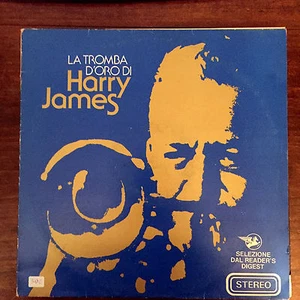 LA TROMBA
D'ORO DI
Harry
James
SELEZIONE
DAL READER'S
DIGEST
STEREO